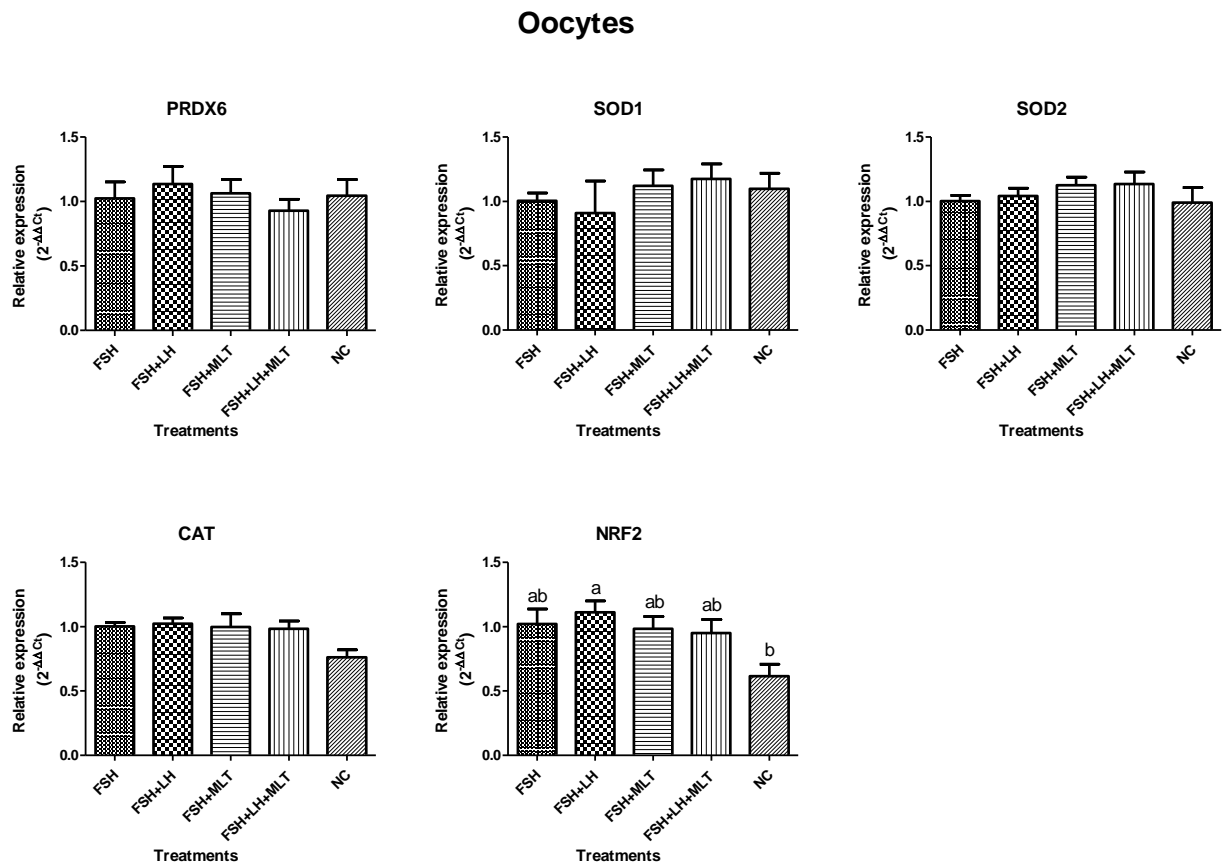 Oocytes
PRDX6
Relative expression
(2-ΔΔCt)
1.5
1.0
0.5
0.0
FSH
FSH+LH
FSH+MLT
FSH+LH+MLT
NC
Treatments
SOD1
Relative expression
(2-ΔΔCt)
1.5
1.0
0.5
0.0
FSH
FSH+LH
FSH+MLT
FSH+LH+MLT
NC
Treatments
SOD2
Relative expression
(2-ΔΔCt)
1.5
1.0
0.5
0.0
FSH
FSH+LH
FSH+MLT
FSH+LH+MLT
NC
Treatments
CAT
Relative expression
(2-ΔΔCt)
1.5
1.0
0.5
0.0
FSH
FSH+LH
FSH+MLT
FSH+LH+MLT
NC
Treatments
NRF2
Relative expression
(2-ΔΔCt)
1.5
1.0
0.5
0.0
ab
a
ab
ab
b
FSH
FSH+LH
FSH+MLT
FSH+LH+MLT
NC
Treatments